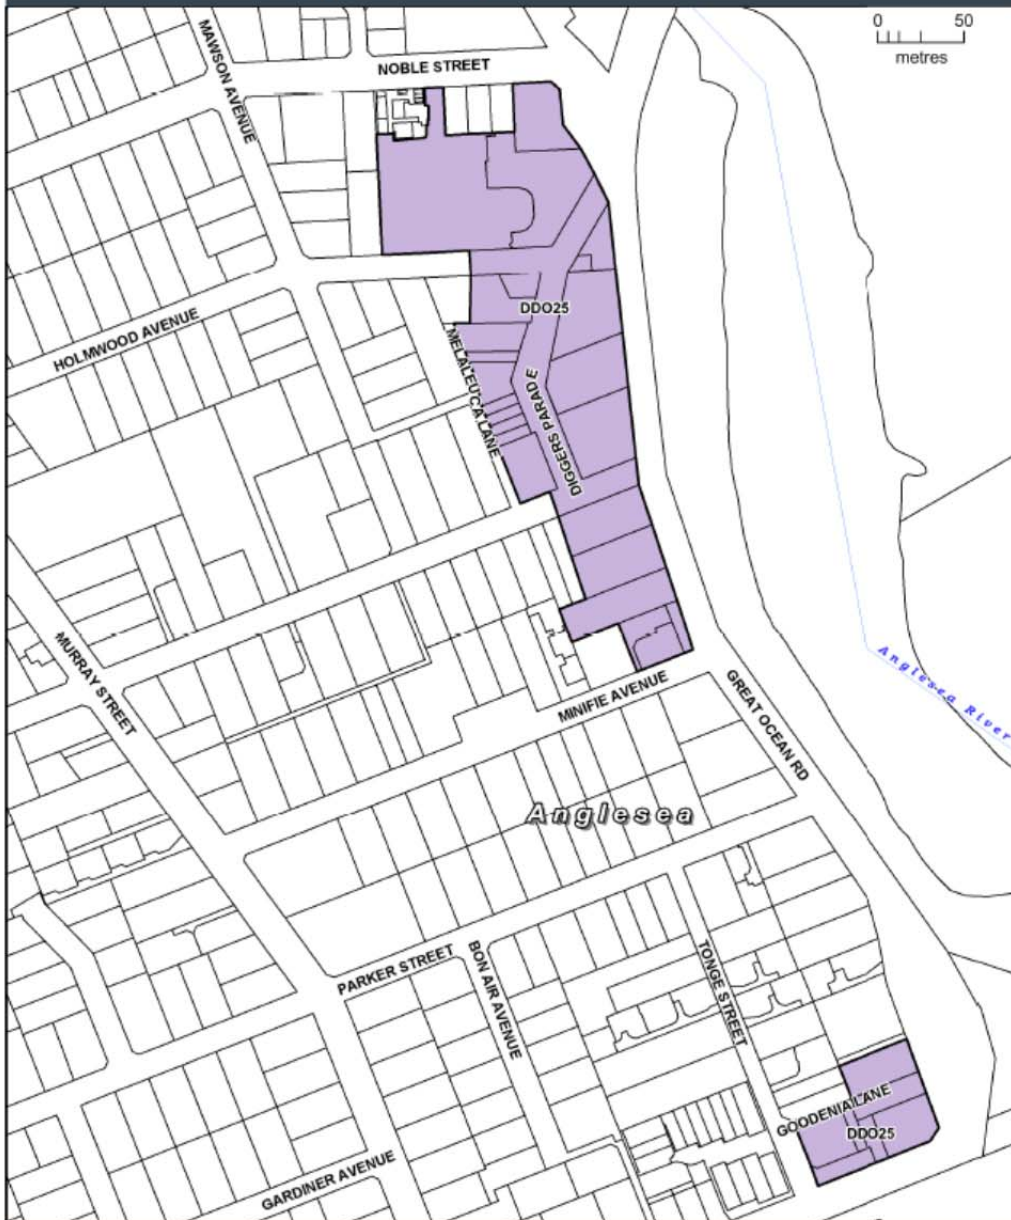 0 50
metres
MAWSON AVENUE
NOBLE STREET
DDO25
HOLMWOOD AVENUE
MELALEUCA LANE
DIGGERS PARADE
MURRAY STREET
Anglesea River
MINIFIE AVENUE
GREAT OCEAN RD
Anglesea
PARKER STREET
BON AIR AVENUE
TONGE STREET
GOODENIA LANE
DDO25
GARDINER AVENUE